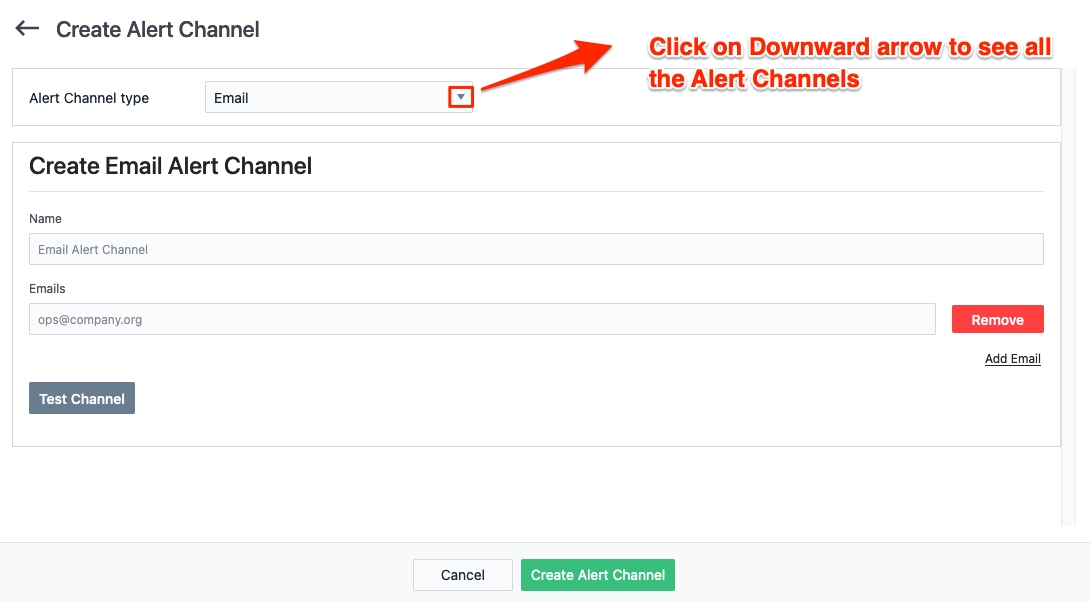 Create Alert Channel
Click on Downward arrow to see all
the Alert Channels
Alert Channel type
Email
Create Email Alert Channel
Name
Email Alert Channel
Emails
ops@company.org
Remove
Add Email
Test Channel
Cancel
Create Alert Channel